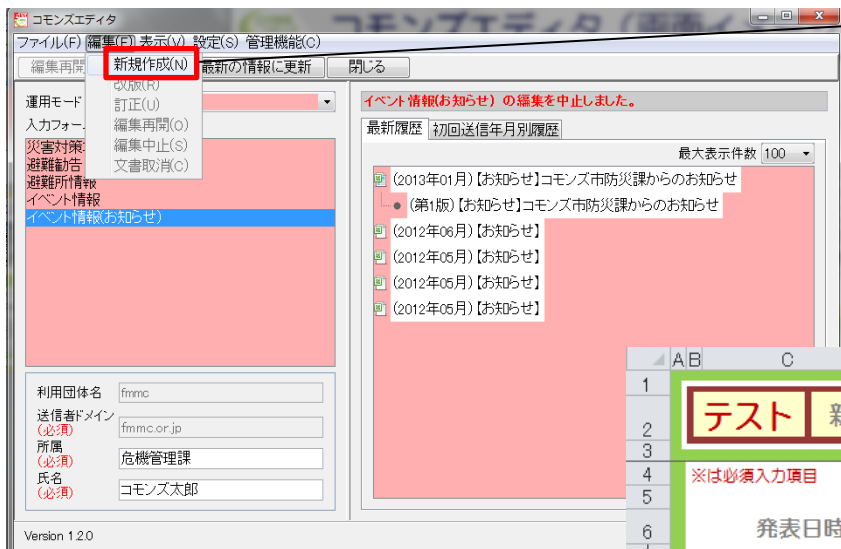 コモンズエディタ
ファイル(F) 編集(E) 表示(V) 設定(S) 管理機能(C)
編集再開 新規作成(N) 最新の情報に更新 閉じる
改版(R)
訂正(U)
編集再開(O)
編集中止(S)
文書取消(C)
運用モード
入力フォー
災害対策
避難勧告
避難所情報
イベント情報
イベント情報(お知らせ)
イベント情報(お知らせ) の編集を中止しました。
最新履歴 初回送信年月別履歴
最大表示件数 100
(2013年01月)【お知らせ】コモンズ市防災課からのお知らせ
(第1版)【お知らせ】コモンズ市防災課からのお知らせ
(2012年06月)【お知らせ】
(2012年05月)【お知らせ】
(2012年05月)【お知らせ】
(2012年05月)【お知らせ】
利用団体名 fmmc
送信者ドメイン
(必須) fmmc.or.jp
所属
(必須) 危機管理課
氏名
(必須) コモンズ太郎
Version 1.2.0
A B C
1
2 テスト 新
3
4 ※は必須入力項目
5
6 発表日時